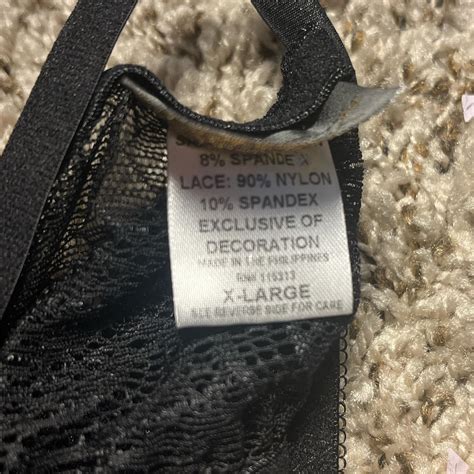 8% SPANDEX
LACE: 90% NYLON
10% SPANDEX
EXCLUSIVE OF
DECORATION
MADE IN THE PHILIPPINES
X-LARGE
SEE REVERSE SIDE FOR CARE